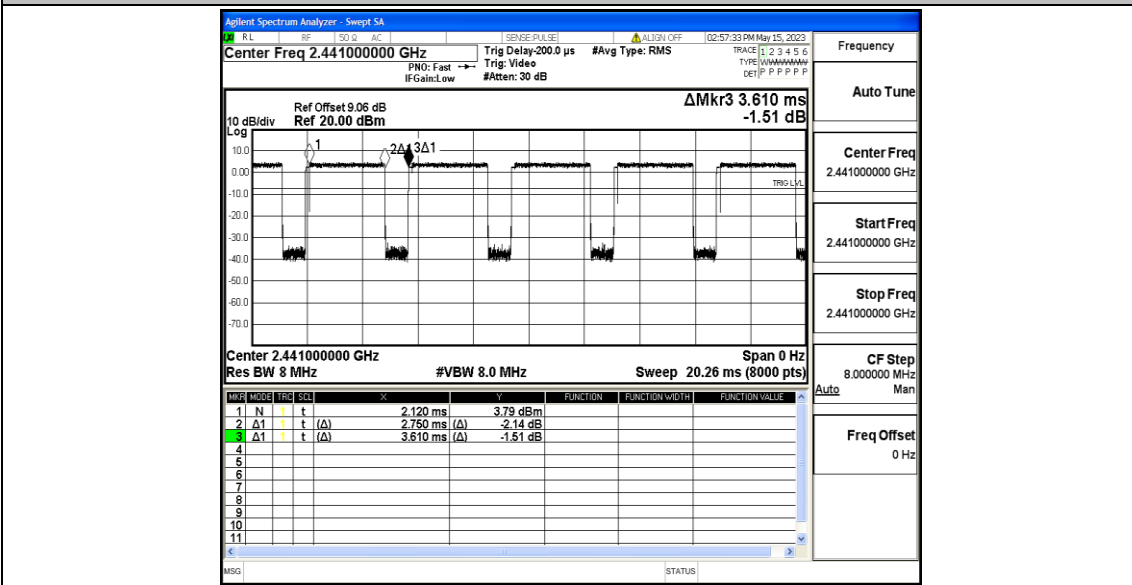 Agilent Spectrum Analyzer - Swept SA
RL RF 50 Ω AC SENSE:PULSE ALIGN OFF 02:57:33 PM May 15, 2023
Center Freq 2.441000000 GHz
PNO: Fast
IFGain:Low
Trig Delay-200.0 µs
Trig: Video
#Atten: 30 dB
#Avg Type: RMS
TRACE 1 2 3 4 5 6
TYPE
DET P P P P P P
Ref Offset 9.06 dB
Ref 20.00 dBm
10 dB/div
Log
ΔMkr3 3.610 ms
-1.51 dB
10.0
0.00
-10.0
-20.0
-30.0
-40.0
-50.0
-60.0
-70.0
1
3Δ1
TRIG LVL
Center 2.441000000 GHz
Span 0 Hz
Res BW 8 MHz
#VBW 8.0 MHz
Sweep 20.26 ms (8000 pts)
MKR MODE TRC SCL X Y FUNCTION FUNCTION WIDTH FUNCTION VALUE
1 N 1 t 2.120 ms 3.79 dBm
2 Δ1 1 t (Δ) 2.750 ms (Δ) -2.14 dB
3 Δ1 1 t (Δ) 3.610 ms (Δ) -1.51 dB
4
5
6
7
8
9
10
11
MSG
STATUS
Frequency
Auto Tune
Center Freq
2.441000000 GHz
Start Freq
2.441000000 GHz
Stop Freq
2.441000000 GHz
CF Step
8.000000 MHz
Auto Man
Freq Offset
0 Hz